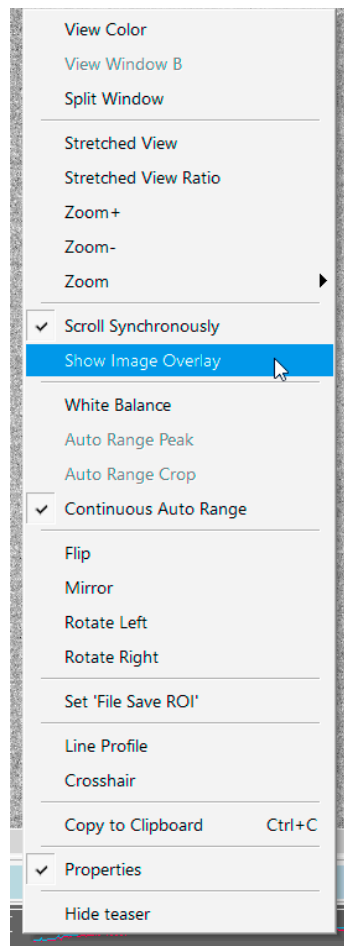 View Color
View Window B
Split Window
Stretched View
Stretched View Ratio
Zoom+
Zoom-
Zoom
Scroll Synchronously
Show Image Overlay
White Balance
Auto Range Peak
Auto Range Crop
Continuous Auto Range
Flip
Mirror
Rotate Left
Rotate Right
Set 'File Save ROI'
Line Profile
Crosshair
Copy to Clipboard Ctrl+C
Properties
Hide teaser